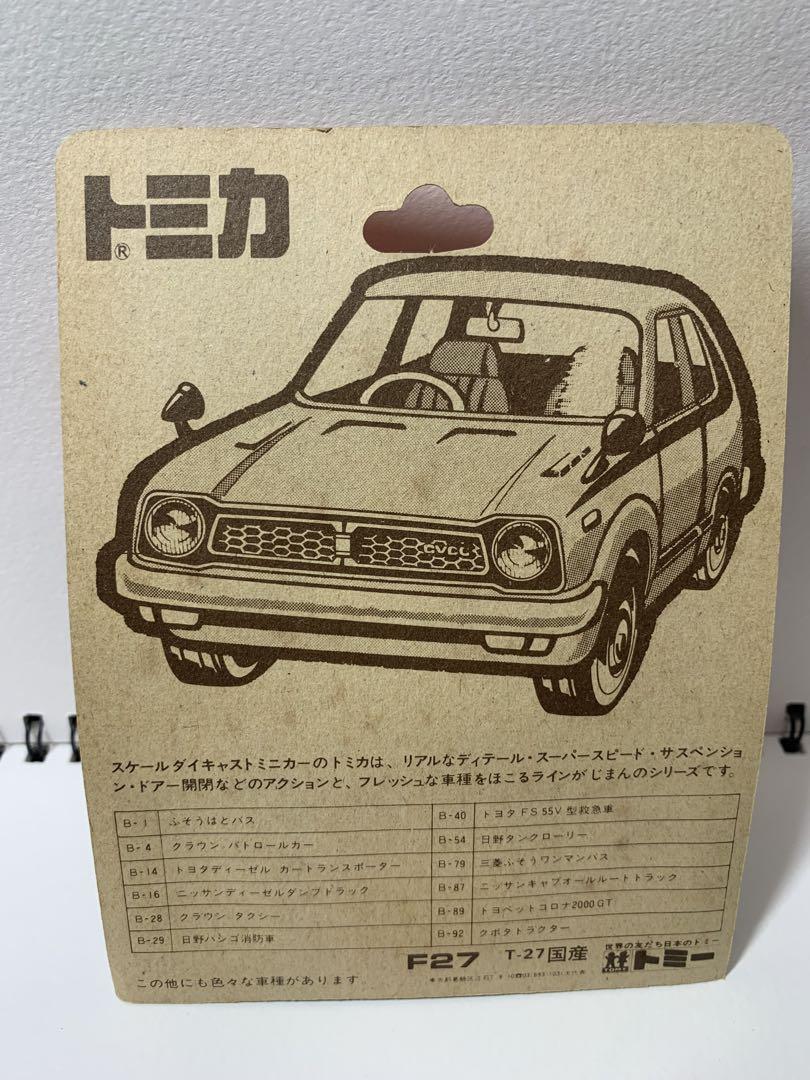 トミカ
®
CVCC
スケールダイキャストミニカーのトミカは、リアルなディテール・スーパースピード・サスペンショ
ン・ドアー開閉などのアクションと、フレッシュな車種をほこるラインがじまんのシリーズです。
B-1 ふそうはとバス
B-4 クラウン パトロールカー
B-14 トヨタディーゼル カートランスポーター
B-16 ニッサンディーゼルダンプトラック
B-28 クラウン タクシー
B-29 日野ハシゴ消防車
B-40 トヨタFS55V型救急車
B-54 日野タンクローリー
B-79 三菱ふそうワンマンバス
B-87 ニッサンキャブオールルートトラック
B-89 トヨペットコロナ2000GT
B-92 クボタトラクター
この他にも色々な車種があります。
F27 T-27国産
世界の友だち日本のトミー
TOMY トミー